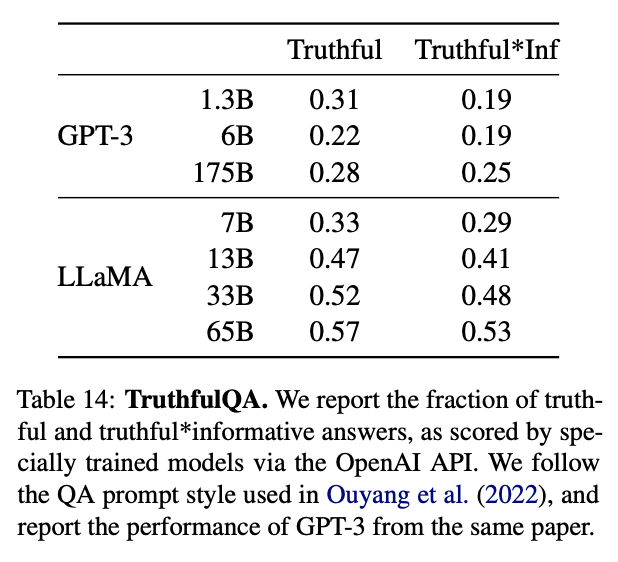 Truthful Truthful*Inf
GPT-3
1.3B 0.31 0.19
6B 0.22 0.19
175B 0.28 0.25
LLaMA
7B 0.33 0.29
13B 0.47 0.41
33B 0.52 0.48
65B 0.57 0.53
Table 14: TruthfulQA. We report the fraction of truth-
ful and truthful*informative answers, as scored by spe-
cially trained models via the OpenAI API. We follow
the QA prompt style used in Ouyang et al. (2022), and
report the performance of GPT-3 from the same paper.